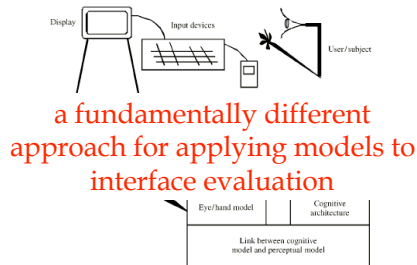 Display
Input devices
User/subject
a fundamentally different
approach for applying models to
interface evaluation
Eye/hand model
Cognitive
architecture
Link between cognitive
model and perceptual model